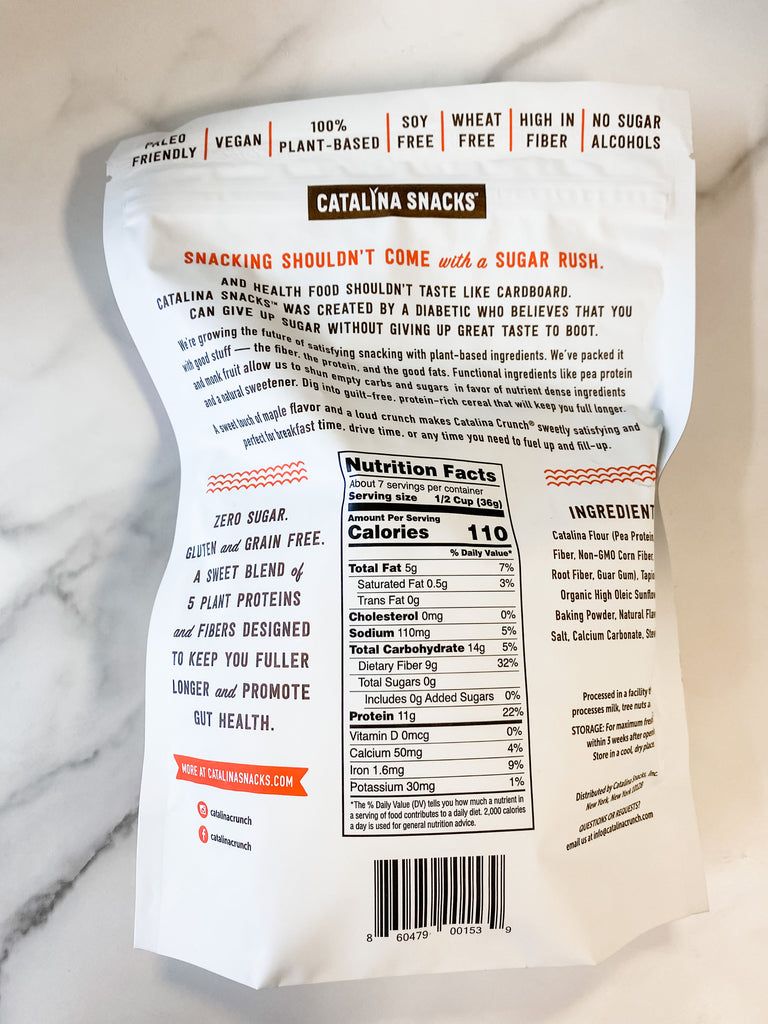 PALEO FRIENDLY | VEGAN | 100% PLANT-BASED | SOY FREE | WHEAT FREE | HIGH IN FIBER | NO SUGAR ALCOHOLS
CATALINA SNACKS™
SNACKING SHOULDN'T COME with a SUGAR RUSH.
AND HEALTH FOOD SHOULDN'T TASTE LIKE CARDBOARD.
CATALINA SNACKS™ WAS CREATED BY A DIABETIC WHO BELIEVES THAT YOU
CAN GIVE UP SUGAR WITHOUT GIVING UP GREAT TASTE TO BOOT.
We're growing the future of satisfying snacking with plant-based ingredients. We've packed it
with good stuff — the fiber, the protein, and the good fats. Functional ingredients like pea protein
and monk fruit allow us to shun empty carbs and sugars in favor of nutrient dense ingredients
and a natural sweetener. Dig into guilt-free, protein-rich cereal that will keep you full longer.
A sweet touch of maple flavor and a loud crunch makes Catalina Crunch® sweetly satisfying and
perfect for breakfast time, drive time, or any time you need to fuel up and fill-up.
ZERO SUGAR.
GLUTEN and GRAIN FREE.
A SWEET BLEND of
5 PLANT PROTEINS
and FIBERS DESIGNED
TO KEEP YOU FULLER
LONGER and PROMOTE
GUT HEALTH.
MORE AT CATALINASNACKS.COM
catalinacrunch
catalinacrunch
Nutrition Facts
About 7 servings per container
Serving size 1/2 Cup (36g)
Amount Per Serving
Calories 110
% Daily Value*
Total Fat 5g 7%
Saturated Fat 0.5g 3%
Trans Fat 0g
Cholesterol 0mg 0%
Sodium 110mg 5%
Total Carbohydrate 14g 5%
Dietary Fiber 9g 32%
Total Sugars 0g
Includes 0g Added Sugars 0%
Protein 11g 22%
Vitamin D 0mcg 0%
Calcium 50mg 4%
Iron 1.6mg 9%
Potassium 30mg 1%
*The % Daily Value (DV) tells you how much a nutrient in
a serving of food contributes to a daily diet. 2,000 calories
a day is used for general nutrition advice.
8 60479 00153 9
INGREDIENT
Catalina Flour (Pea Protein
Fiber, Non-GMO Corn Fiber,
Root Fiber, Guar Gum), Tapi
Organic High Oleic Sunflow
Baking Powder, Natural Flav
Salt, Calcium Carbonate, Stev
Processed in a facility t
processes milk, tree nuts a
STORAGE: For maximum fresh
within 3 weeks after openi
Store in a cool, dry place.
Distributed by Catalina Snacks, Inc.
New York, New York 10128
QUESTIONS OR REQUESTS?
email us at info@catalinacrunch.com